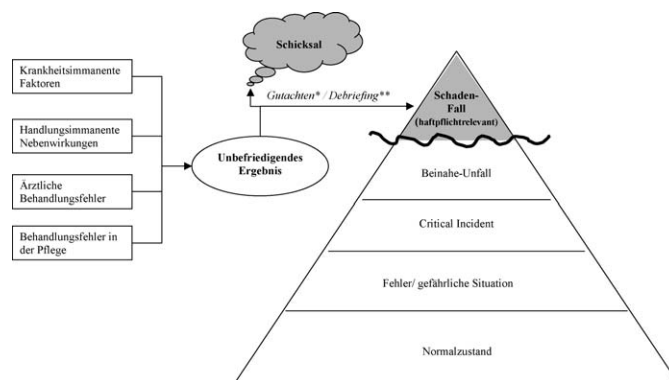 Schicksal
Krankheitsimmanente
Faktoren
Gutachten* / Debriefing**
Schaden-
Fall
(haftpflichtrelevant)
Handlungsimmanente
Nebenwirkungen
Unbefriedigendes
Ergebnis
Beinahe-Unfall
Ärztliche
Behandlungsfehler
Critical Incident
Behandlungsfehler in
der Pflege
Fehler/ gefährliche Situation
Normalzustand